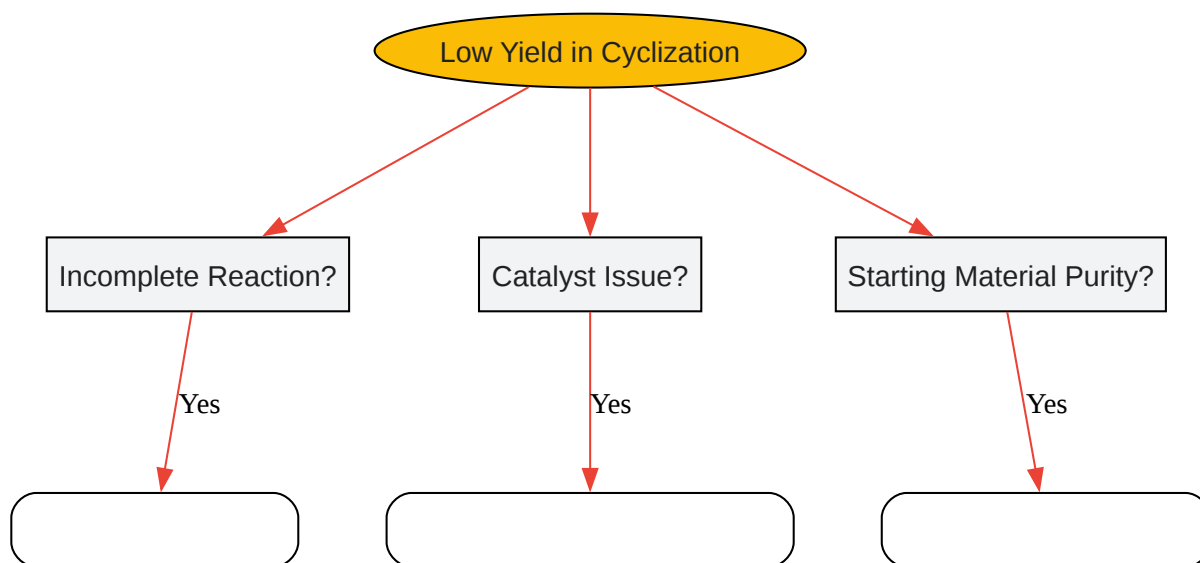 Low Yield in Cyclization
Incomplete Reaction?
Catalyst Issue?
Starting Material Purity?
Yes
Yes
Yes